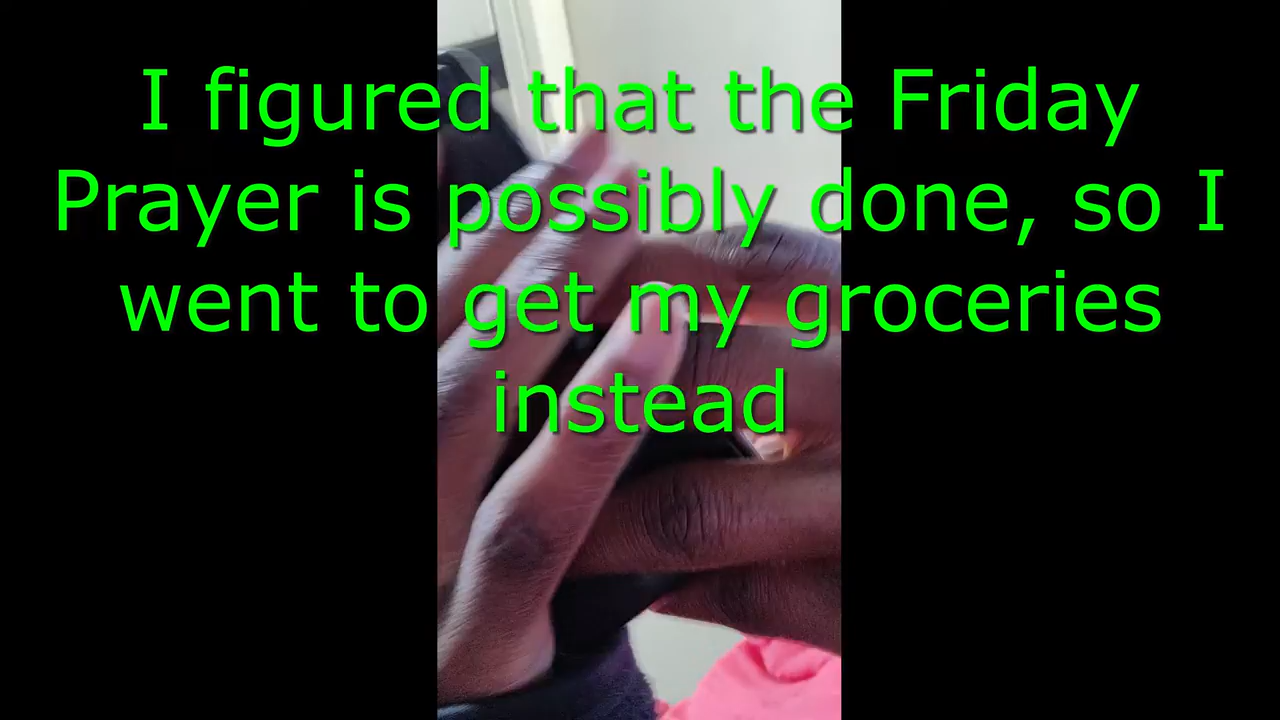 I figured that the Friday
Prayer is possibly done, so I
went to get my groceries
instead